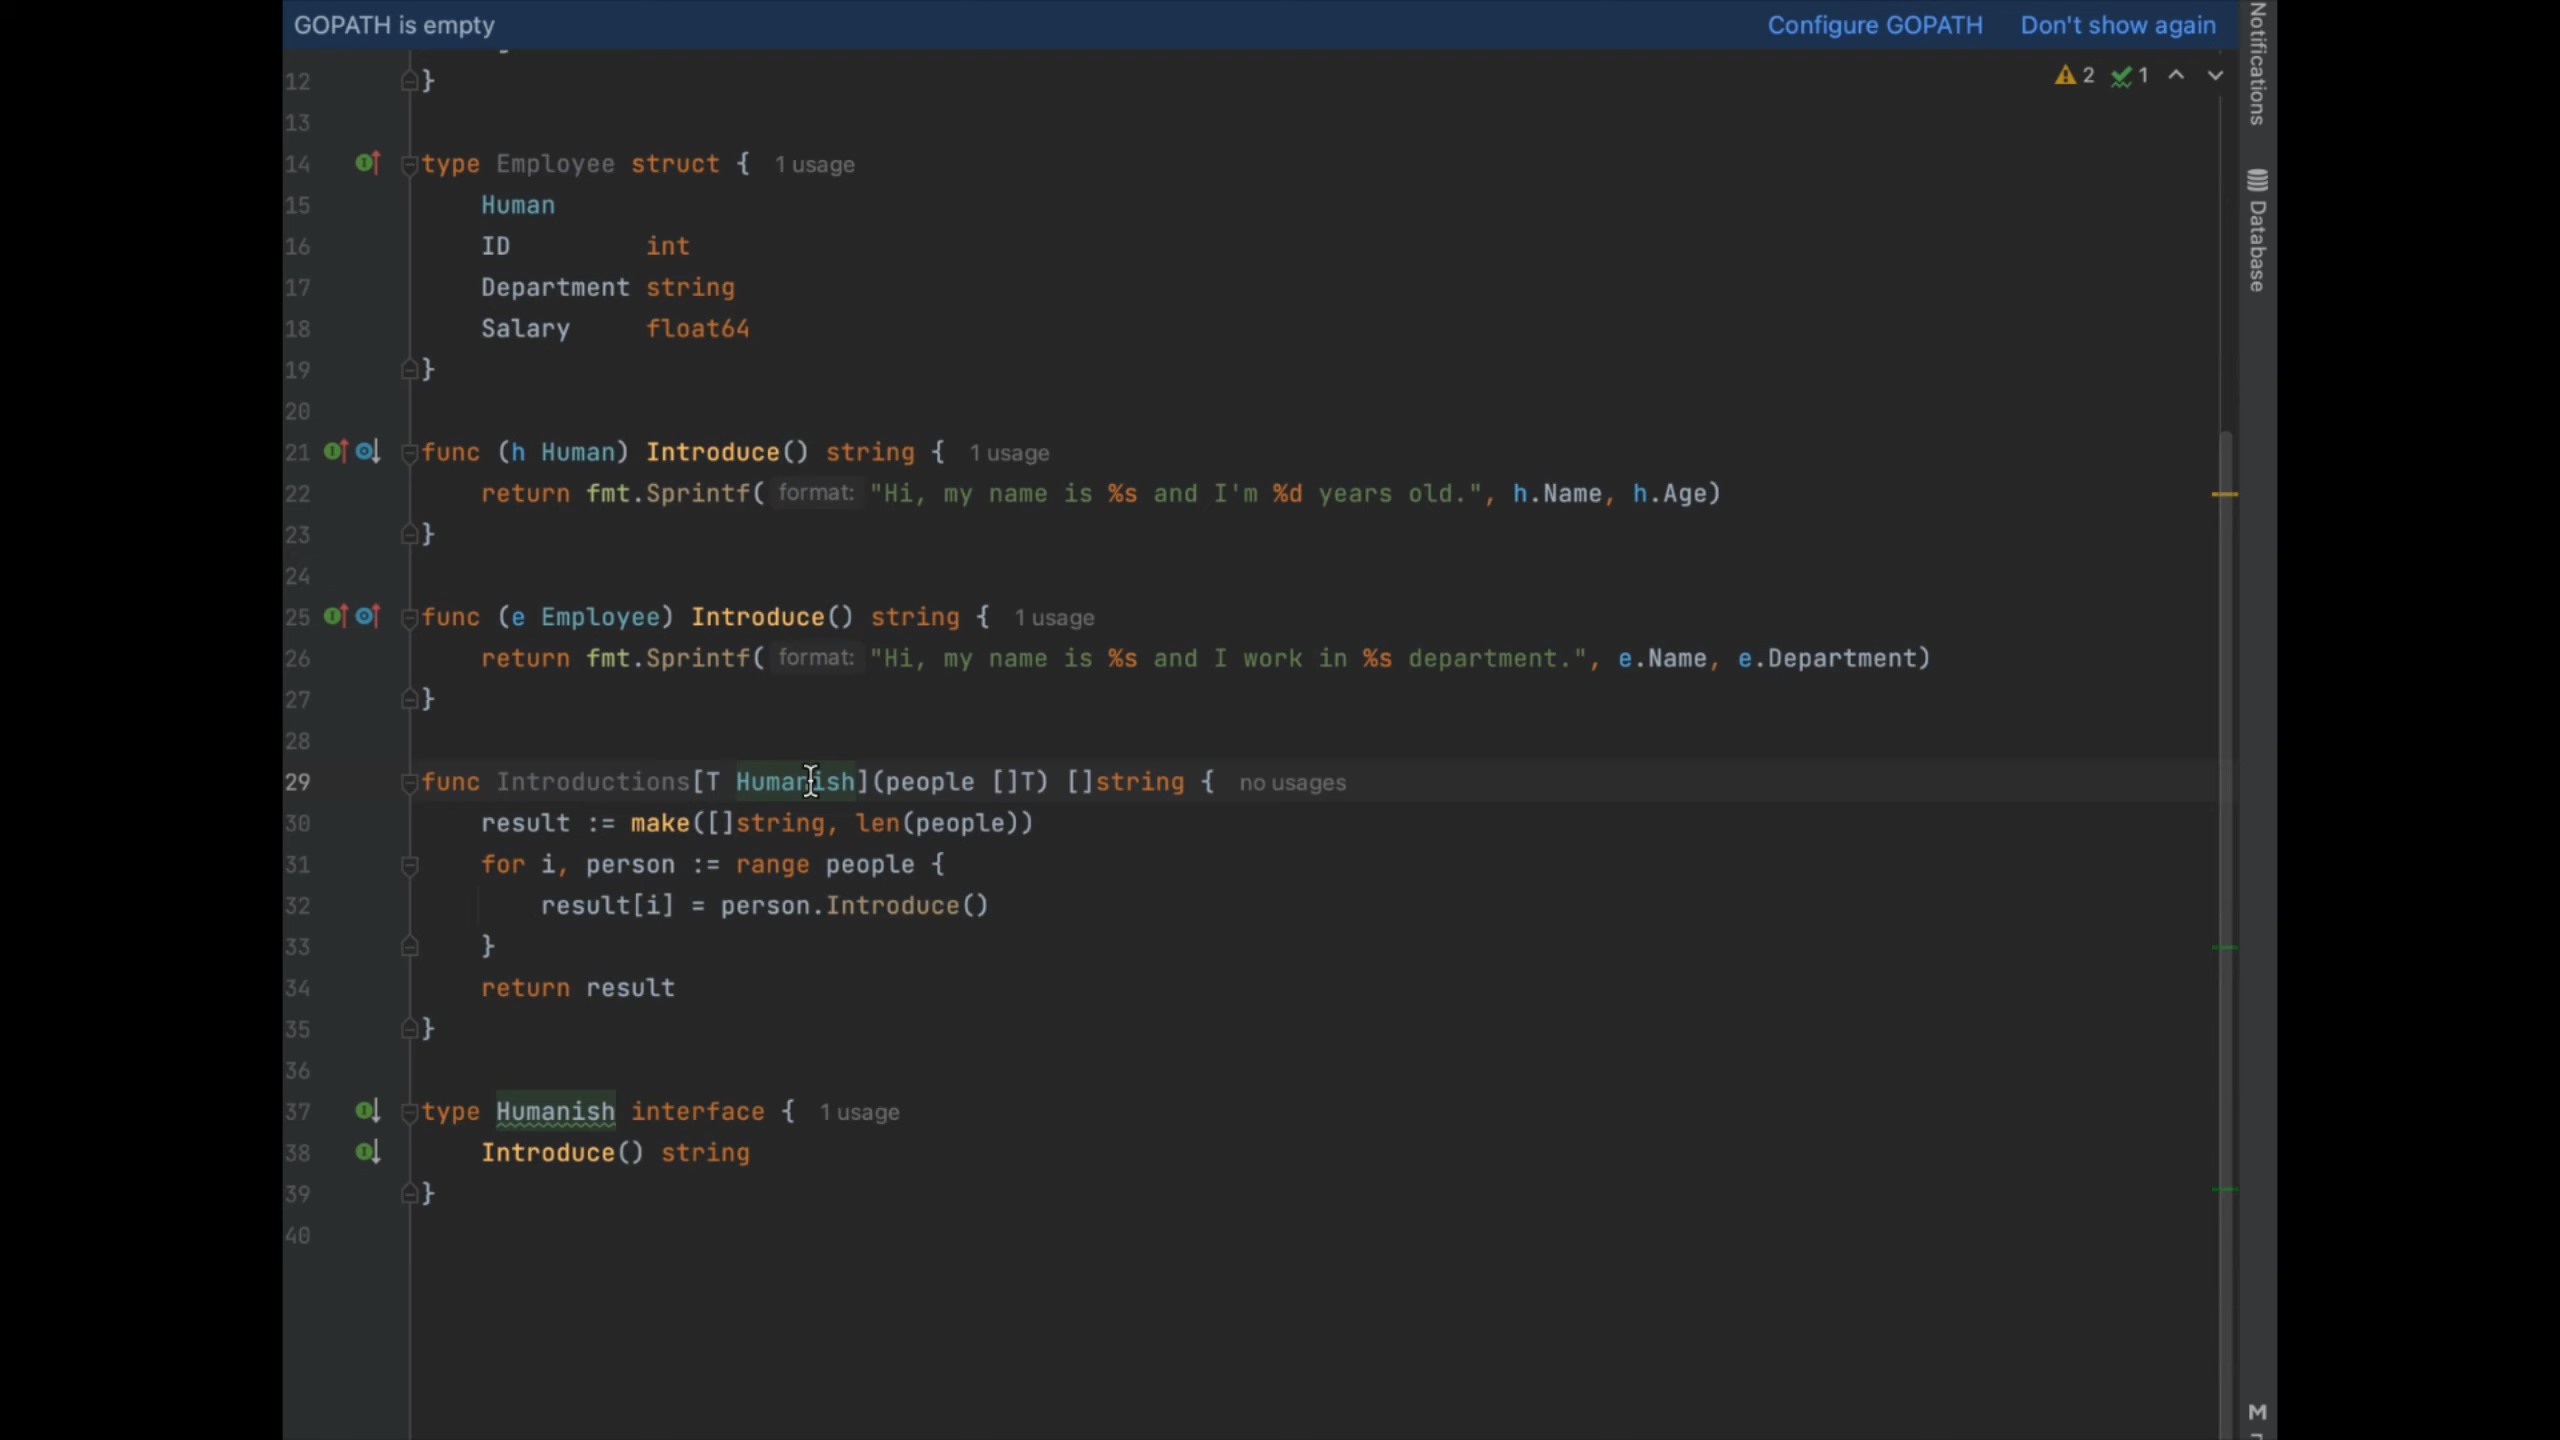 GOPATH is empty Configure GOPATH Don't show again
12 }
2 1
13
14 type Employee struct { 1 usage
15 Human
16 ID int
17 Department string
18 Salary float64
19 }
20
21 func (h Human) Introduce() string { 1 usage
22 return fmt.Sprintf( format: "Hi, my name is %s and I'm %d years old.", h.Name, h.Age)
23 }
24
25 func (e Employee) Introduce() string { 1 usage
26 return fmt.Sprintf( format: "Hi, my name is %s and I work in %s department.", e.Name, e.Department)
27 }
28
29 func Introductions[T Humanish](people []T) []string { no usages
30 result := make([]string, len(people))
31 for i, person := range people {
32 result[i] = person.Introduce()
33 }
34 return result
35 }
36
37 type Humanish interface { 1 usage
38 Introduce() string
39 }
40
Notifications
Database
M